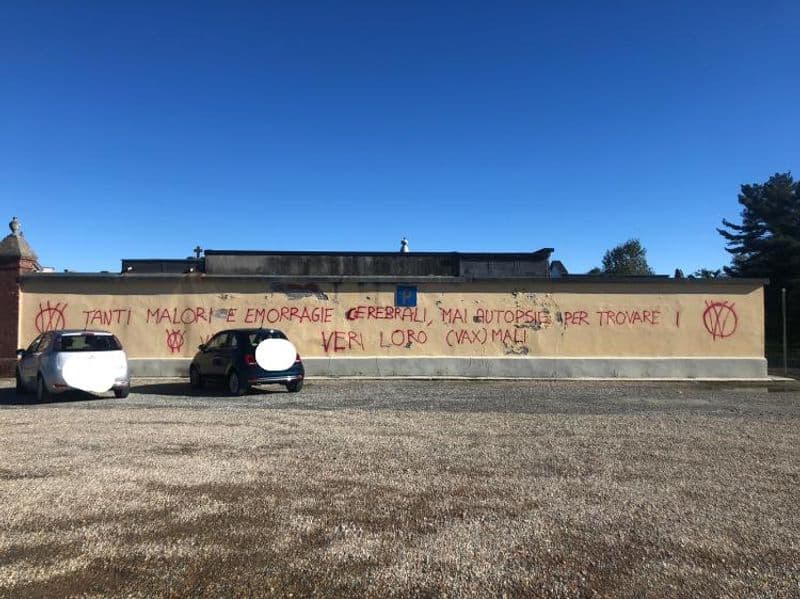 TANTI MALORI E EMORRAGIE CEREBRALI, MAI AUTOPSIE PER TROVARE I
VERI LORO (VAX) MALI
P